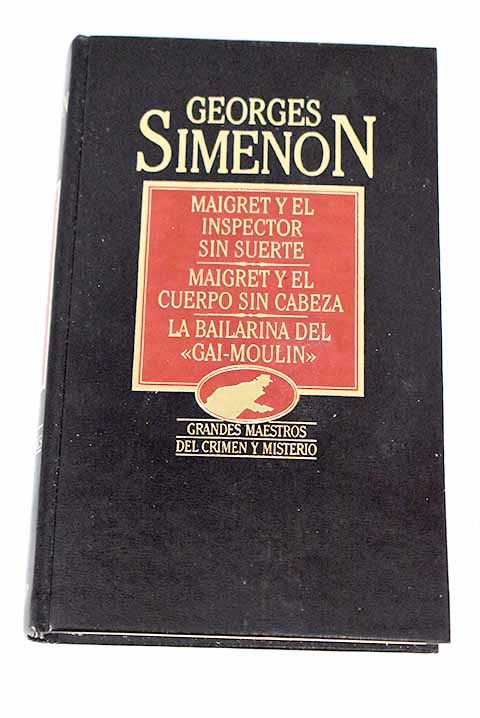 GEORGES
SIMENON
MAIGRET Y EL
INSPECTOR
SIN SUERTE
MAIGRET Y EL
CUERPO SIN CABEZA
LA BAILARINA DEL
«GAI-MOULIN»
GRANDES MAESTROS
DEL CRIMEN Y MISTERIO